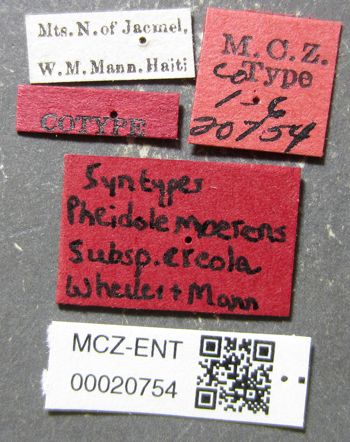 Mts. N. of Jacmel,
W. M. Mann. Haiti
COTYPE
M. C. Z.
CoType
1-6
20754
Syntypes
Pheidole moerens
Subsp. creola
Wheeler + Mann
MCZ-ENT
00020754